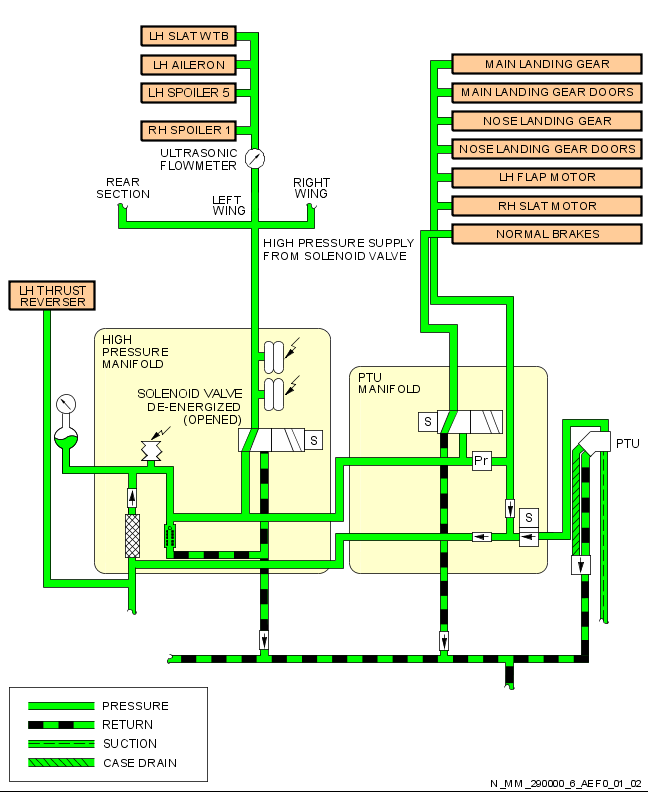 LH SLAT WTB
LH AILERON
LH SPOILER 5
RH SPOILER 1
ULTRASONIC
FLOWMETER
REAR
SECTION
LEFT
WING
RIGHT
WING
HIGH PRESSURE SUPPLY
FROM SOLENOID VALVE
MAIN LANDING GEAR
MAIN LANDING GEAR DOORS
NOSE LANDING GEAR
NOSE LANDING GEAR DOORS
LH FLAP MOTOR
RH SLAT MOTOR
NORMAL BRAKES
LH THRUST
REVERSER
HIGH
PRESSURE
MANIFOLD
SOLENOID VALVE
DE-ENERGIZED
(OPENED)
S
PTU
MANIFOLD
S
Pr
S
PTU
PRESSURE
RETURN
SUCTION
CASE DRAIN
N_MM_290000_6_AEF0_01_02